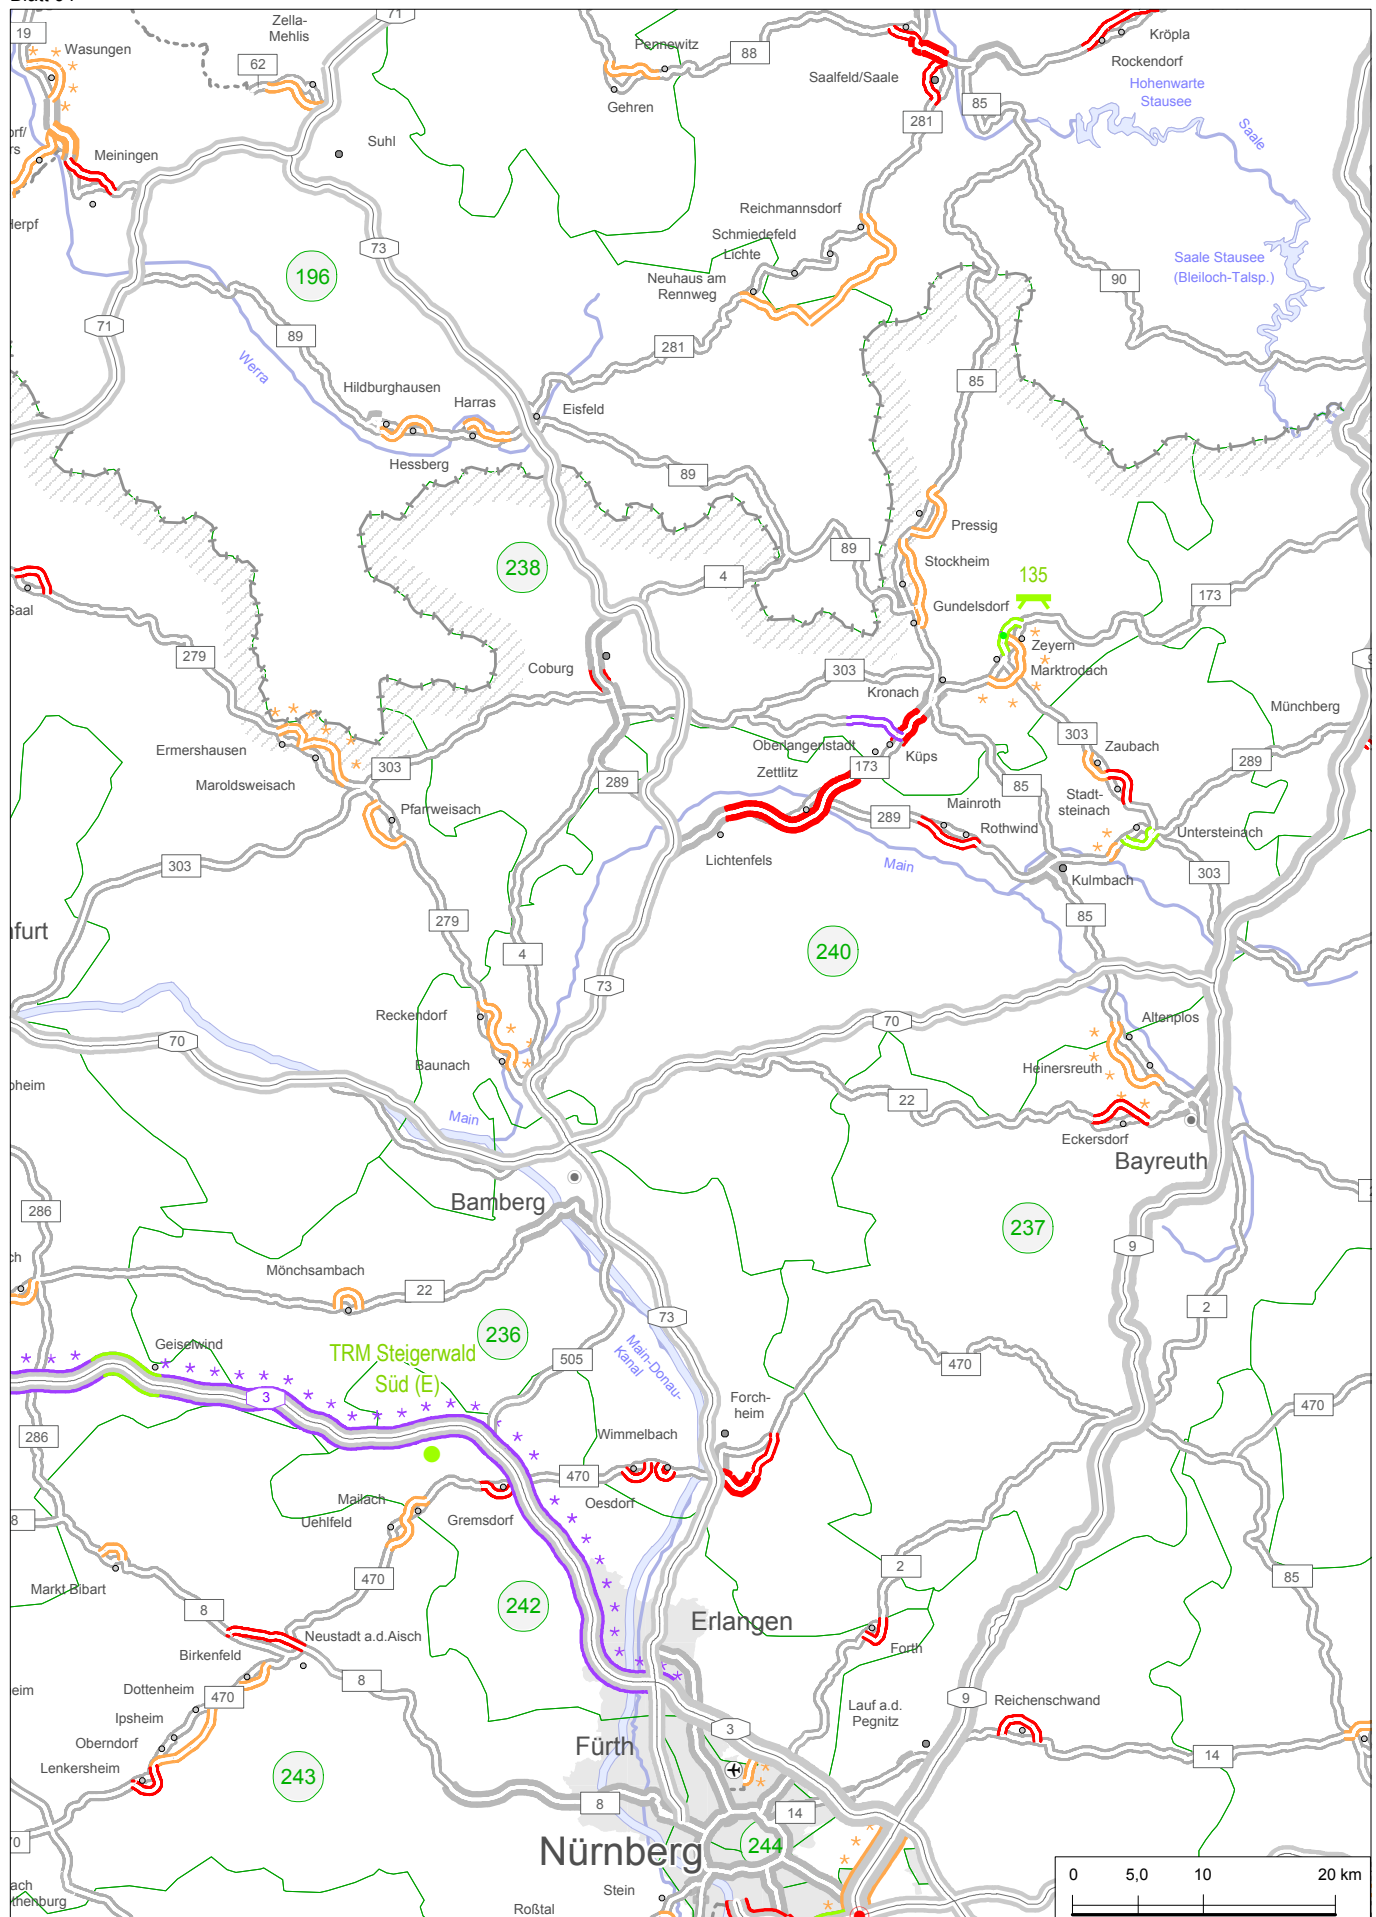 19
Wasungen
Zella-
Mehlis
71
62
Pennewitz
88
Gehren
Saalfeld/Saale
Kröpla
Rockendorf
Hohenwarte
Stausee
85
281
Saale
Suhl
Meiningen
Herpf
Reichmannsdorf
Schmiedefeld
Lichte
Neuhaus am
Rennweg
73
196
Saale Stausee
(Bleiloch-Talsp.)
90
71
89
Werra
281
Hildburghausen
Harras
Eisfeld
85
Hessberg
89
Pressig
89
Stockheim
238
4
135
Gundelsdorf
173
Saal
279
Zeyern
Coburg
303
Marktrodach
Kronach
Münchberg
Ermershausen
Oberlangenstadt
Küps
303
Zaubach
289
Maroldsweisach
303
Zettlitz
173
289
85
Stadt-
steinach
Pfarrweisach
Mainroth
289
Rothwind
Untersteinach
Lichtenfels
Main
303
Kulmbach
303
279
85
4
240
73
Reckendorf
Altenplos
70
70
Baunach
Heinersreuth
22
Main
Eckersdorf
Bayreuth
Bamberg
286
237
9
Mönchsambach
22
2
73
236
Geiselwind
TRM Steigerwald
Süd (E)
505
Main-Donau-
Kanal
470
3
Forch-
heim
470
286
Wimmelbach
470
Mailach
Uehlfeld
Gremsdorf
Oesdorf
8
2
Markt Bibart
470
85
8
242
Erlangen
Neustadt a.d.Aisch
Forth
Birkenfeld
8
Dottenheim
470
9
Reichenschwand
Lauf a.d.
Pegnitz
Ipsheim
3
Oberndorf
Fürth
14
Lenkersheim
243
8
14
Nürnberg
244
Stein
Roßtal
0 5,0 10 20 km